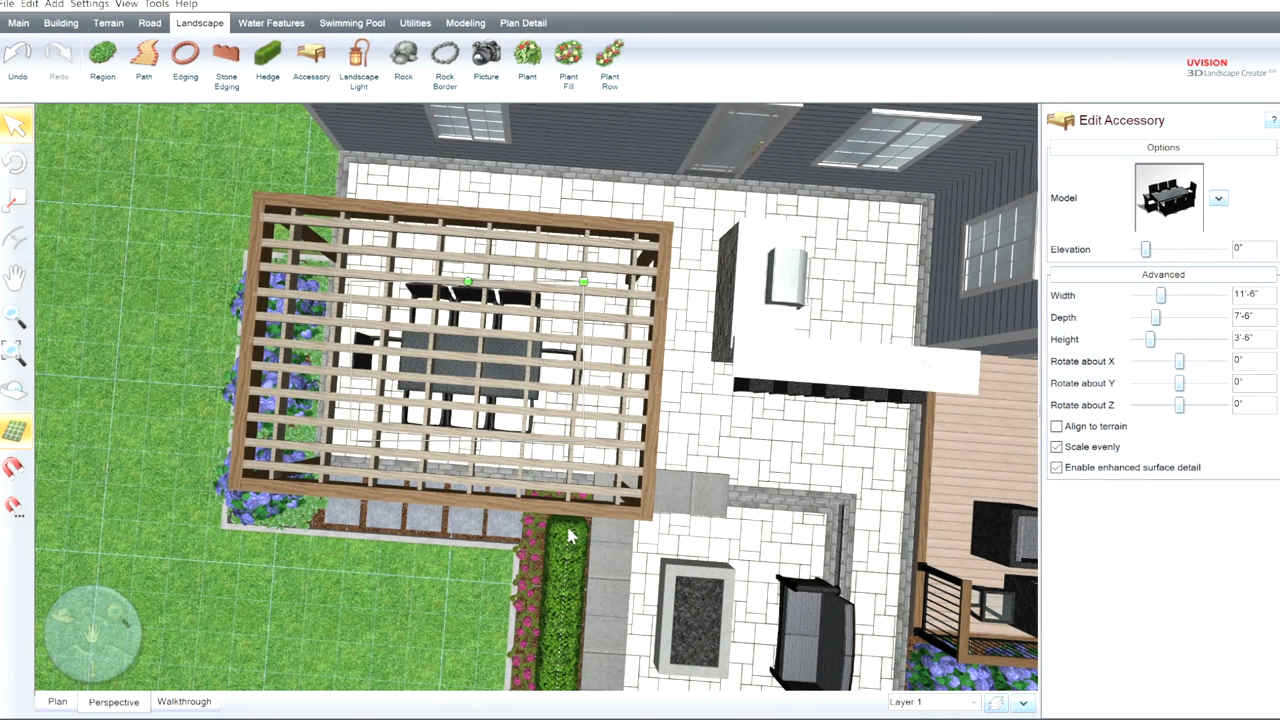 File Edit Add Settings View Tools Help
Main Building Terrain Road Landscape Water Features Swimming Pool Utilities Modeling Plan Detail
Undo Redo Region Path Edging Stone Edging Hedge Accessory Landscape Light Rock Rock Border Picture Plant Plant Fill Plant Row
UVISION
3D Landscape Creator
Edit Accessory ?
Options
Model
Elevation 0"
Advanced
Width 11'-6"
Depth 7'-6"
Height 3'-6"
Rotate about X 0°
Rotate about Y 0°
Rotate about Z 0°
Align to terrain
Scale evenly
Enable enhanced surface detail
Plan Perspective Walkthrough Layer 1